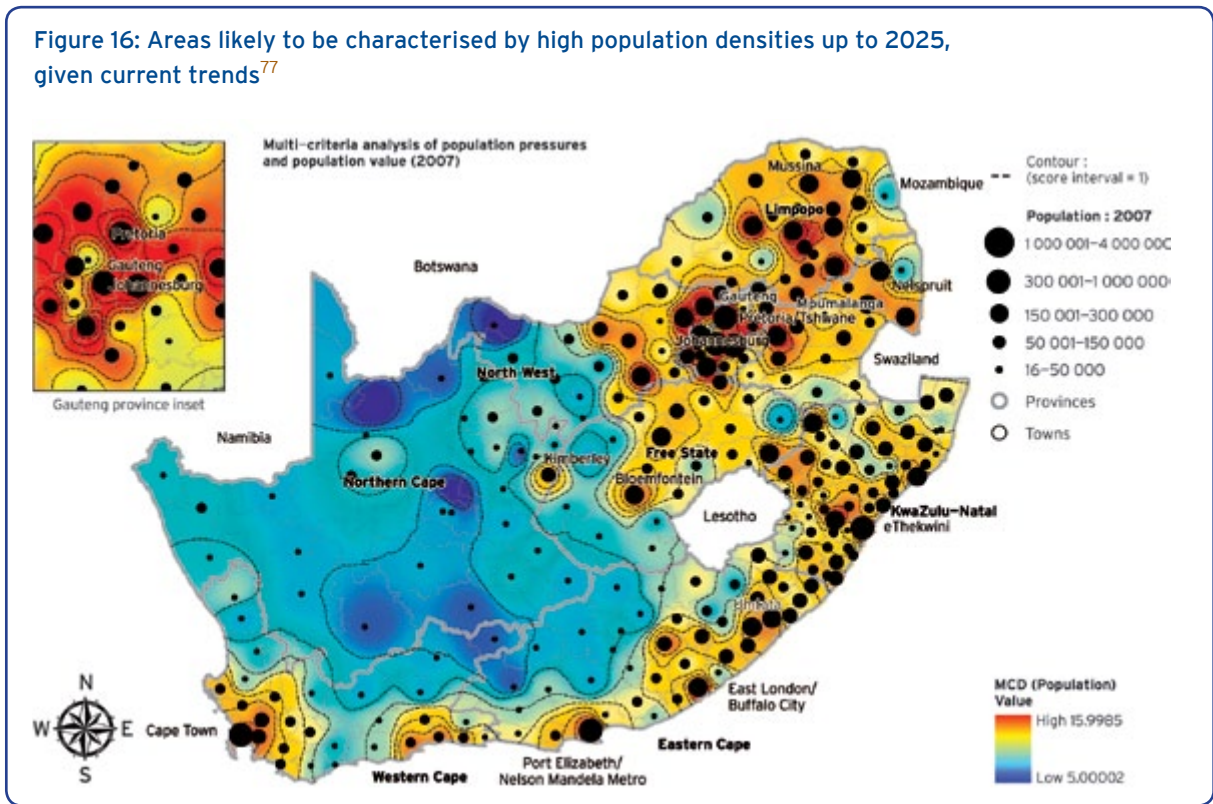 Figure 16: Areas likely to be characterised by high population densities up to 2025,
given current trends77
Multi-criteria analysis of population pressures
and population value (2007)
Pretoria
Gauteng
Johannesburg
Gauteng province inset
Mussina
Mozambique
Limpopo
Botswana
Nelspruit
Gauteng
Mpumalanga
Pretoria/Tshwane
Johannesburg
Swaziland
North West
Namibia
Kimberley
Free State
Northern Cape
Bloemfontein
Lesotho
KwaZulu-Natal
eThekwini
Umtata
East London/
Buffalo City
Cape Town
Eastern Cape
Port Elizabeth/
Nelson Mandela Metro
Western Cape
N
W E
S
Contour :
(score interval = 1)
Population : 2007
1 000 001-4 000 000
300 001-1 000 000
150 001-300 000
50 001-150 000
16-50 000
Provinces
Towns
MCD (Population)
Value
High 15.9985
Low 5.00002